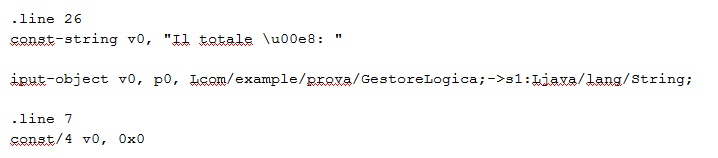 .line 26
const-string v0, "Il totale \u00e8: "
iput-object v0, p0, Lcom/example/prova/GestoreLogica;->s1:Ljava/lang/String;
.line 7
const/4 v0, 0x0